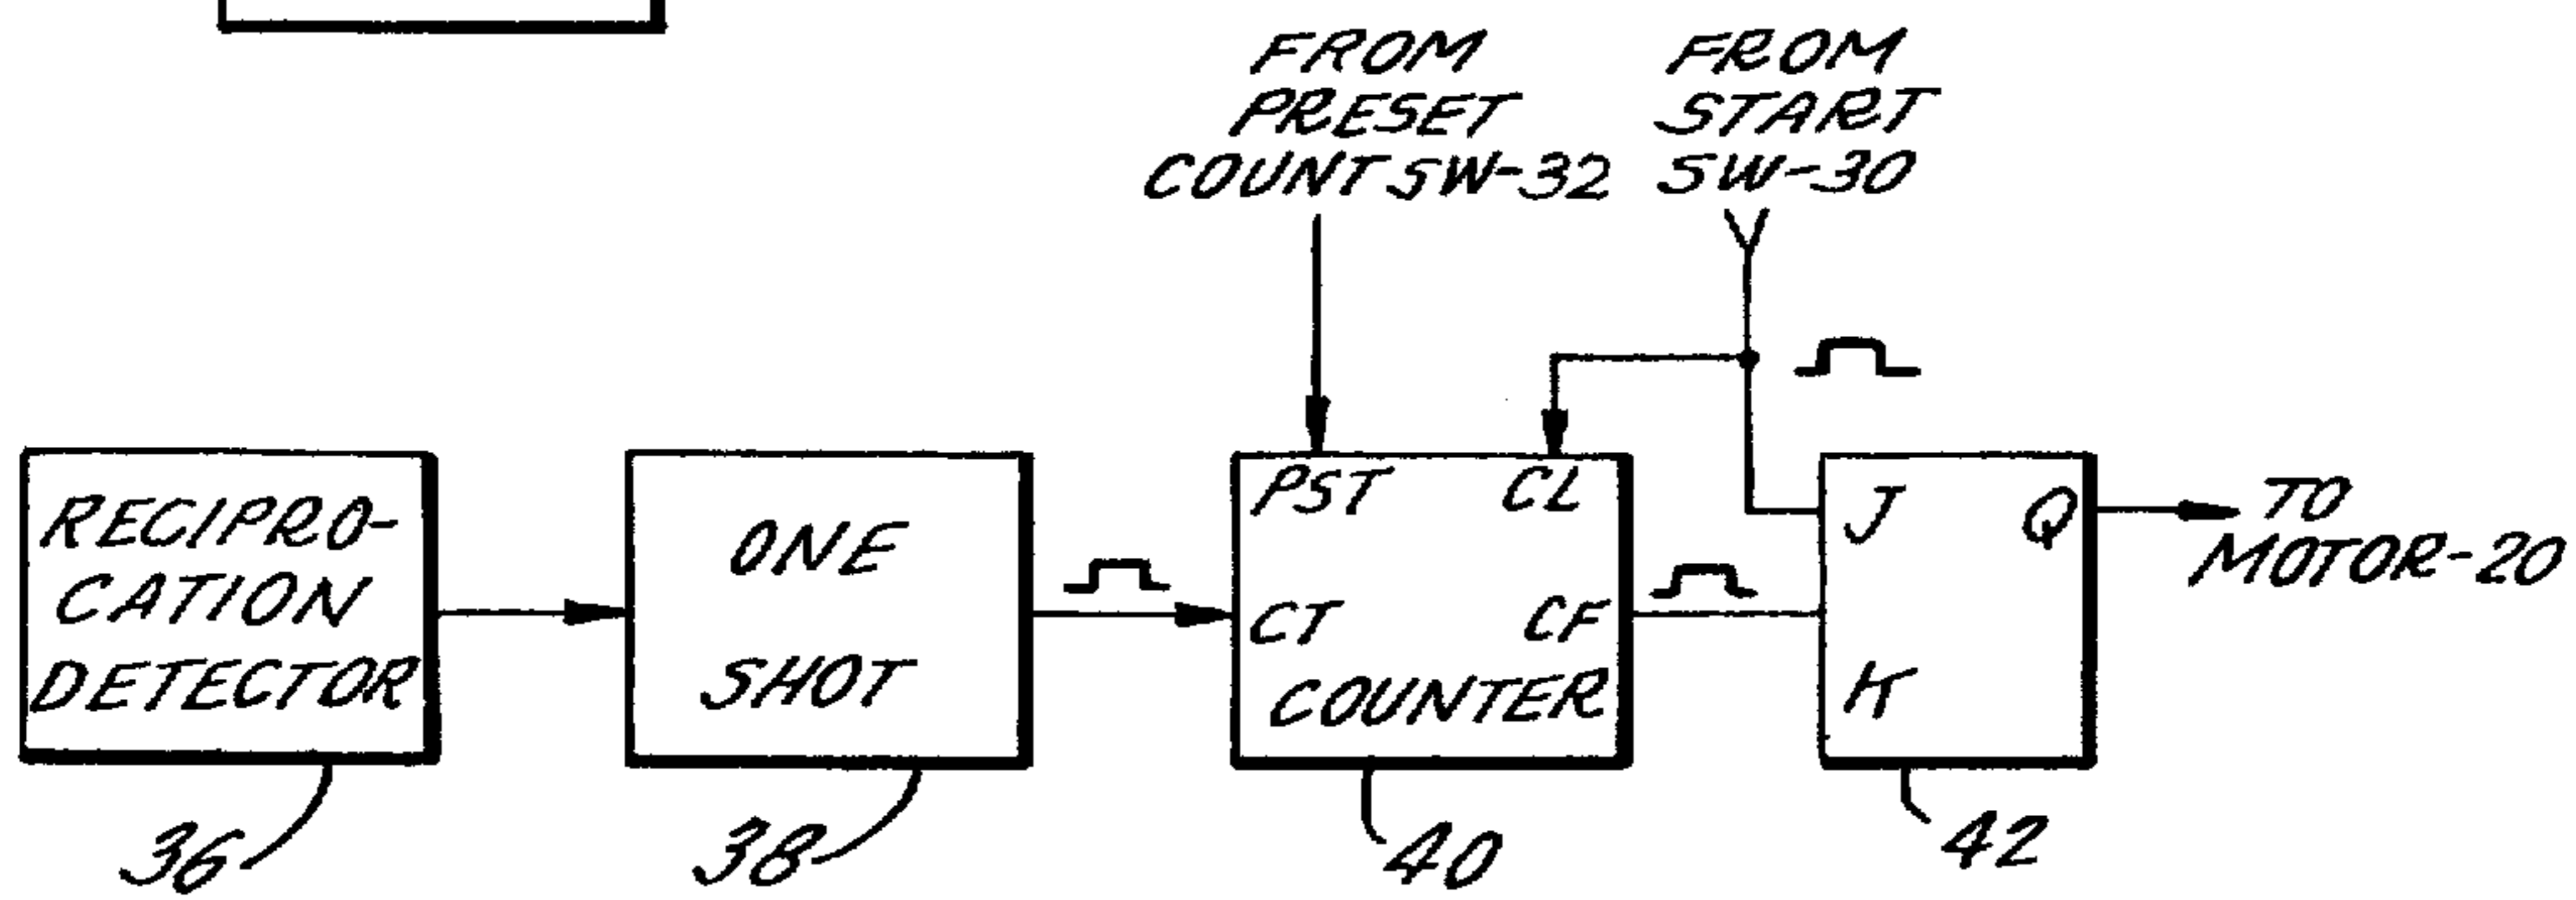 FROM
PRESET
COUNT SW-32
FROM
START
SW-30
RECIPRO-
CATION
DETECTOR
ONE
SHOT
PST CL
CT CF
COUNTER
J Q
K
TO
MOTOR-20
36
38
40
42